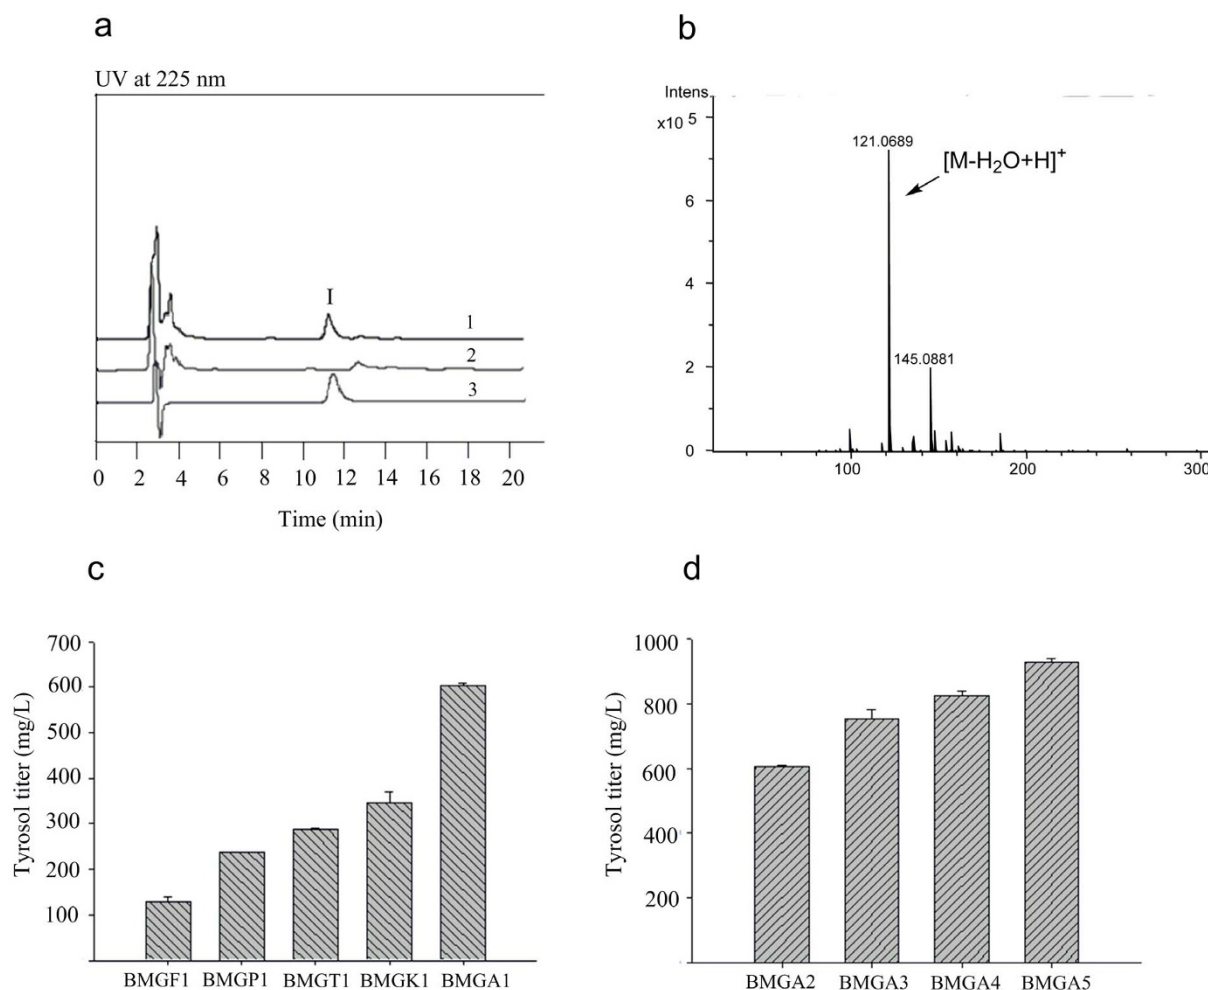 a
UV at 225 nm
I
1
2
3
0 2 4 6 8 10 12 14 16 18 20
Time (min)
b
Intens.
x10 5
121.0689
[M-H₂O+H]⁺
6
4
145.0881
2
0
100 200 300
c
Tyrosol titer (mg/L)
700
600
500
400
300
200
100
BMGF1 BMGP1 BMGT1 BMGK1 BMGA1
d
Tyrosol titer (mg/L)
1000
800
600
400
200
BMGA2 BMGA3 BMGA4 BMGA5